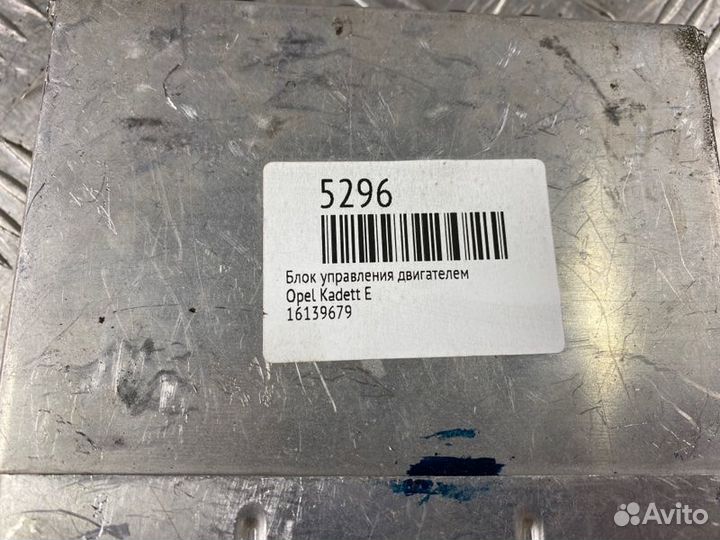 5296
Блок управления двигателем
Opel Kadett E
16139679
Avito